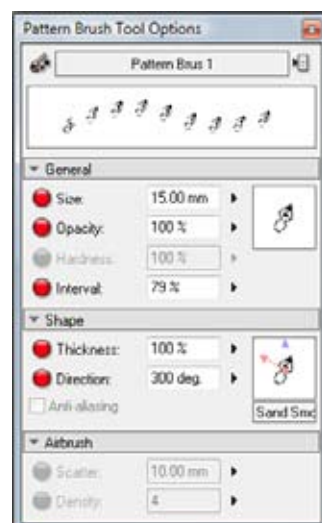 Pattern Brush Tool Options
Pattern Brus 1
General
Size: 15.00 mm
Opacity: 100 %
Hardness: 100 %
Interval: 79 %
Shape
Thickness: 100 %
Direction: 300 deg.
Anti-aliasing
Sand Smo
Airbrush
Scatter: 10.00 mm
Density: 4